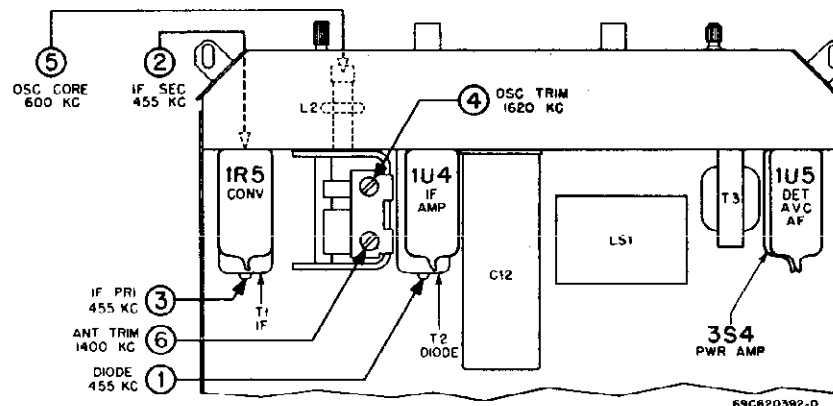 5
OSC CORE
600 KC
2
IF SEC
455 KC
L2
4
OSC TRIM
1620 KC
1R5
CONV
1U4
IF
AMP
C12
LS1
T3
1U5
DET
AVC
AF
IF PRI
455 KC
3
T1
IF
ANT TRIM
1400 KC
6
DIODE
455 KC
1
T2
DIODE
3S4
PWR AMP
69C620392-O